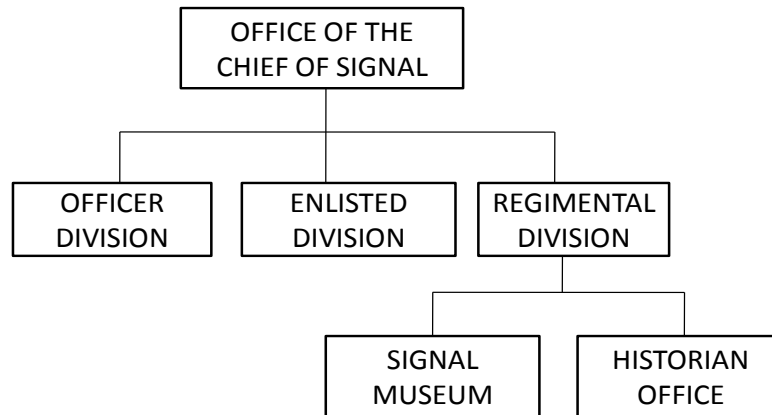 OFFICE OF THE
CHIEF OF SIGNAL
OFFICER
DIVISION
ENLISTED
DIVISION
REGIMENTAL
DIVISION
SIGNAL
MUSEUM
HISTORIAN
OFFICE